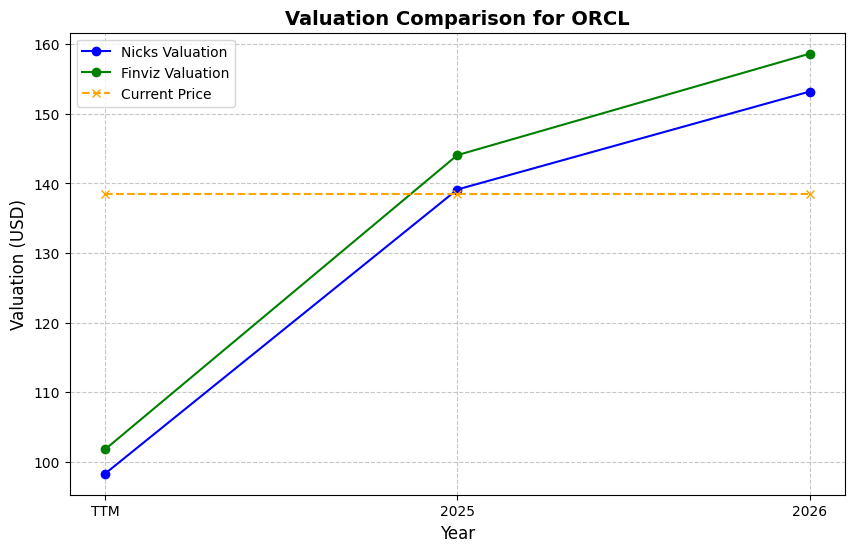 Valuation Comparison for ORCL
Nicks Valuation
Finviz Valuation
Current Price
160
150
140
130
120
110
100
Valuation (USD)
TTM
2025
2026
Year